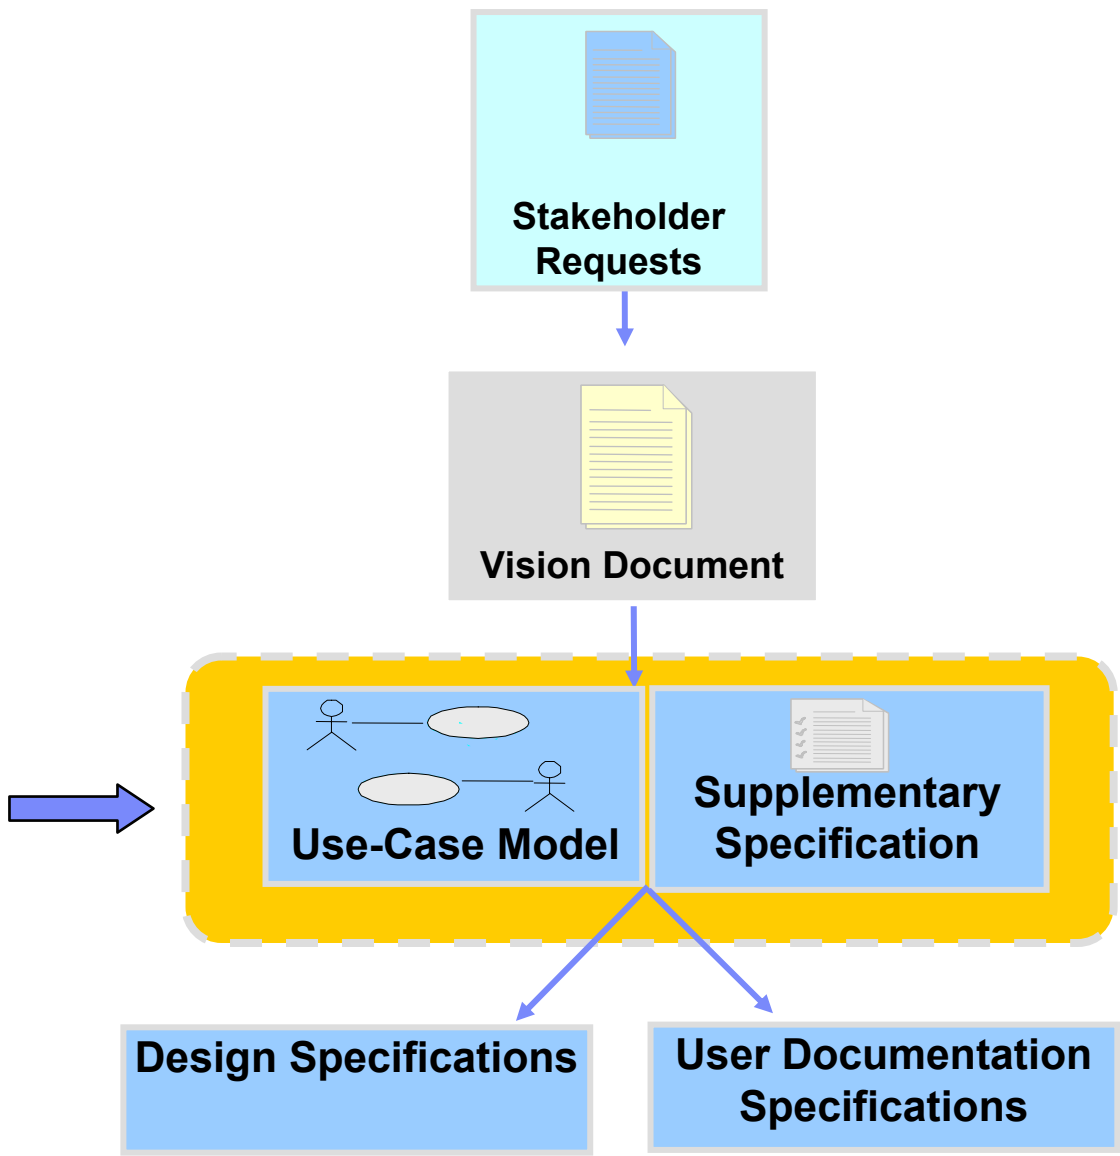 Stakeholder
Requests
Vision Document
Use-Case Model
Supplementary
Specification
Design Specifications
User Documentation
Specifications